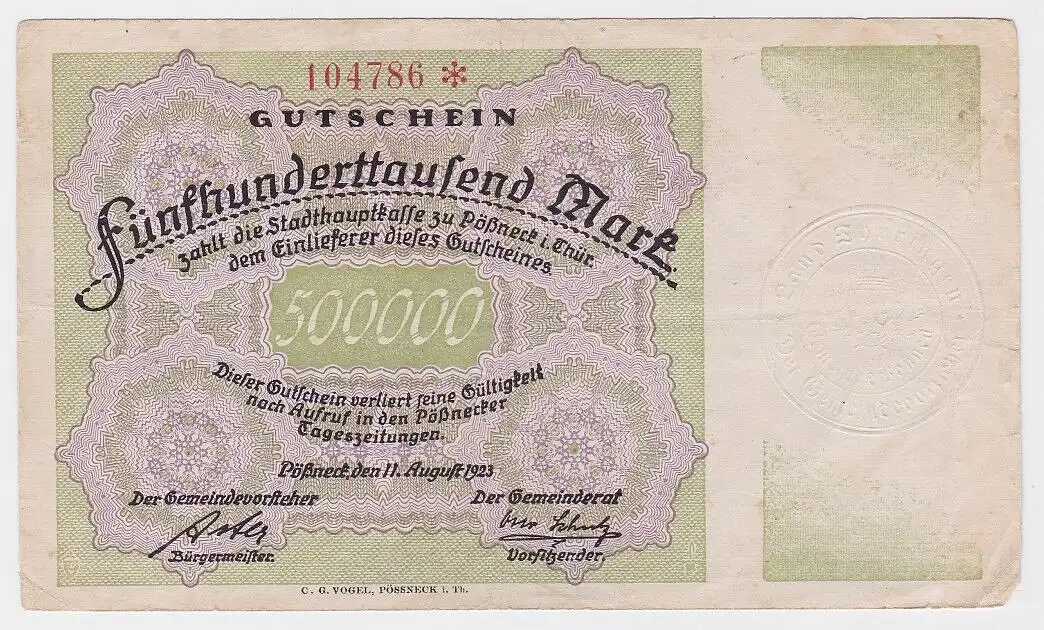 104786 *
GUTSCHEIN
Fünfhunderttausend Mark
zahlt die Stadthauptkasse zu Pößneck i. Thür.
dem Einlieferer dieses Gutscheines.
500000
Dieser Gutschein verliert seine Gültigkeit
nach Aufruf in den Pößnecker
Tageszeitungen.
Pößneck, den 11. August 1923
Der Gemeindevorsteher
Der Gemeinderat
Bürgermeister.
Vorsitzender.
C. G. VOGEL, PÖSSNECK i. Th.